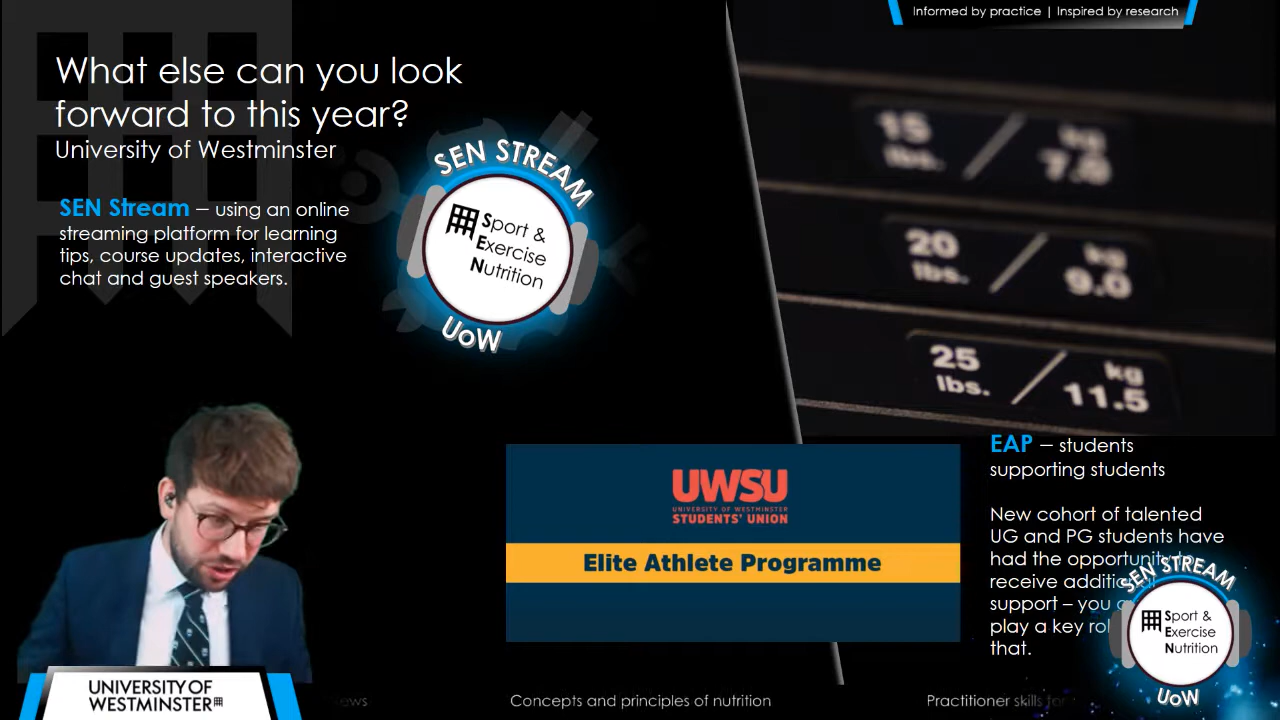 Informed by practice | Inspired by research
What else can you look
forward to this year?
University of Westminster
SEN Stream – using an online
streaming platform for learning
tips, course updates, interactive
chat and guest speakers.
SEN STREAM
Sport &
Exercise
Nutrition
UoW
15
lbs.
kg
7.0
20
lbs.
kg
9.0
25
lbs.
kg
11.5
UWSU
UNIVERSITY OF WESTMINSTER
STUDENTS' UNION
Elite Athlete Programme
EAP – students
supporting students
New cohort of talented
UG and PG students have
had the opportunity to
receive
support – you
play a key
that.
SEN STREAM
Sport &
Exercise
Nutrition
UoW
UNIVERSITY OF
WESTMINSTER
Concepts and principles of nutrition
Practitioner skills